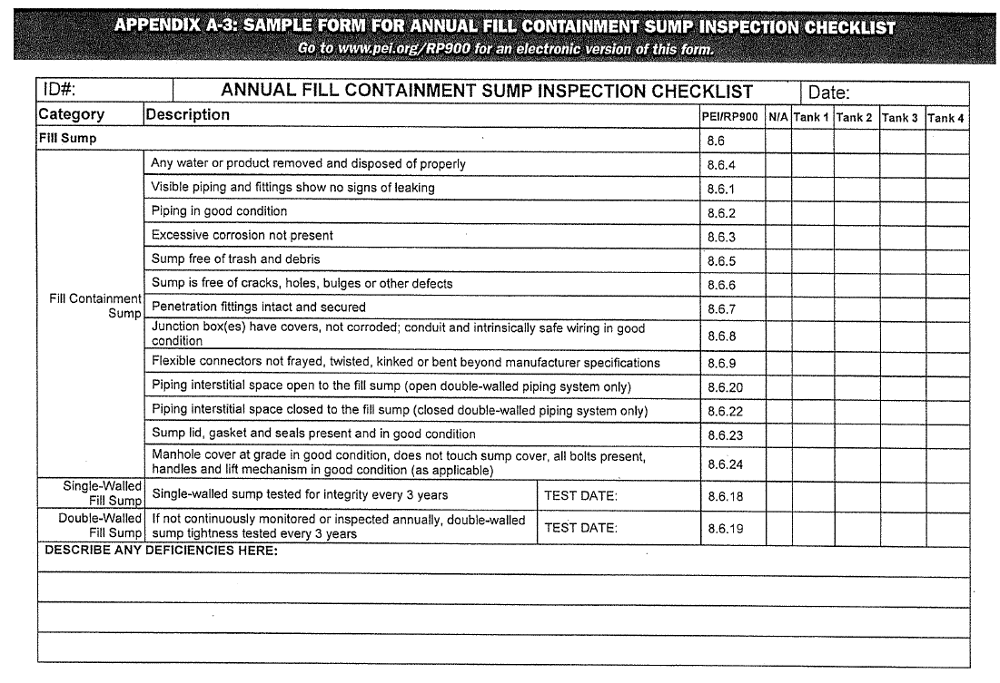 APPENDIX A-3: SAMPLE FORM FOR ANNUAL FILL CONTAINMENT SUMP INSPECTION CHECKLIST
Go to www.pei.org/RP900 for an electronic version of this form.
ID#: ANNUAL FILL CONTAINMENT SUMP INSPECTION CHECKLIST Date:
Category Description PEI/RP900 N/A Tank 1 Tank 2 Tank 3 Tank 4
Fill Sump 8.6
Fill Containment
Sump
Any water or product removed and disposed of properly 8.6.4
Visible piping and fittings show no signs of leaking 8.6.1
Piping in good condition 8.6.2
Excessive corrosion not present 8.6.3
Sump free of trash and debris 8.6.5
Sump is free of cracks, holes, bulges or other defects 8.6.6
Penetration fittings intact and secured 8.6.7
Junction box(es) have covers, not corroded; conduit and intrinsically safe wiring in good
condition 8.6.8
Flexible connectors not frayed, twisted, kinked or bent beyond manufacturer specifications 8.6.9
Piping interstitial space open to the fill sump (open double-walled piping system only) 8.6.20
Piping interstitial space closed to the fill sump (closed double-walled piping system only) 8.6.22
Sump lid, gasket and seals present and in good condition 8.6.23
Manhole cover at grade in good condition, does not touch sump cover, all bolts present,
handles and lift mechanism in good condition (as applicable) 8.6.24
Single-Walled
Fill Sump
Single-walled sump tested for integrity every 3 years TEST DATE: 8.6.18
Double-Walled
Fill Sump
If not continuously monitored or inspected annually, double-walled
sump tightness tested every 3 years TEST DATE: 8.6.19
DESCRIBE ANY DEFICIENCIES HERE: